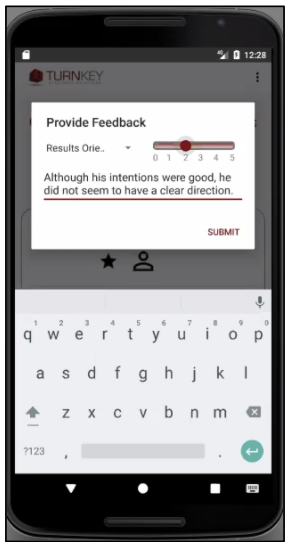 12:28
TURNKEY
Provide Feedback
Results Orie..
0 1 2 3 4 5
Although his intentions were good, he
did not seem to have a clear direction.
SUBMIT
1 2 3 4 5 6 7 8 9 0
q w e r t y u i o p
a s d f g h j k l
z x c v b n m
?123 , .